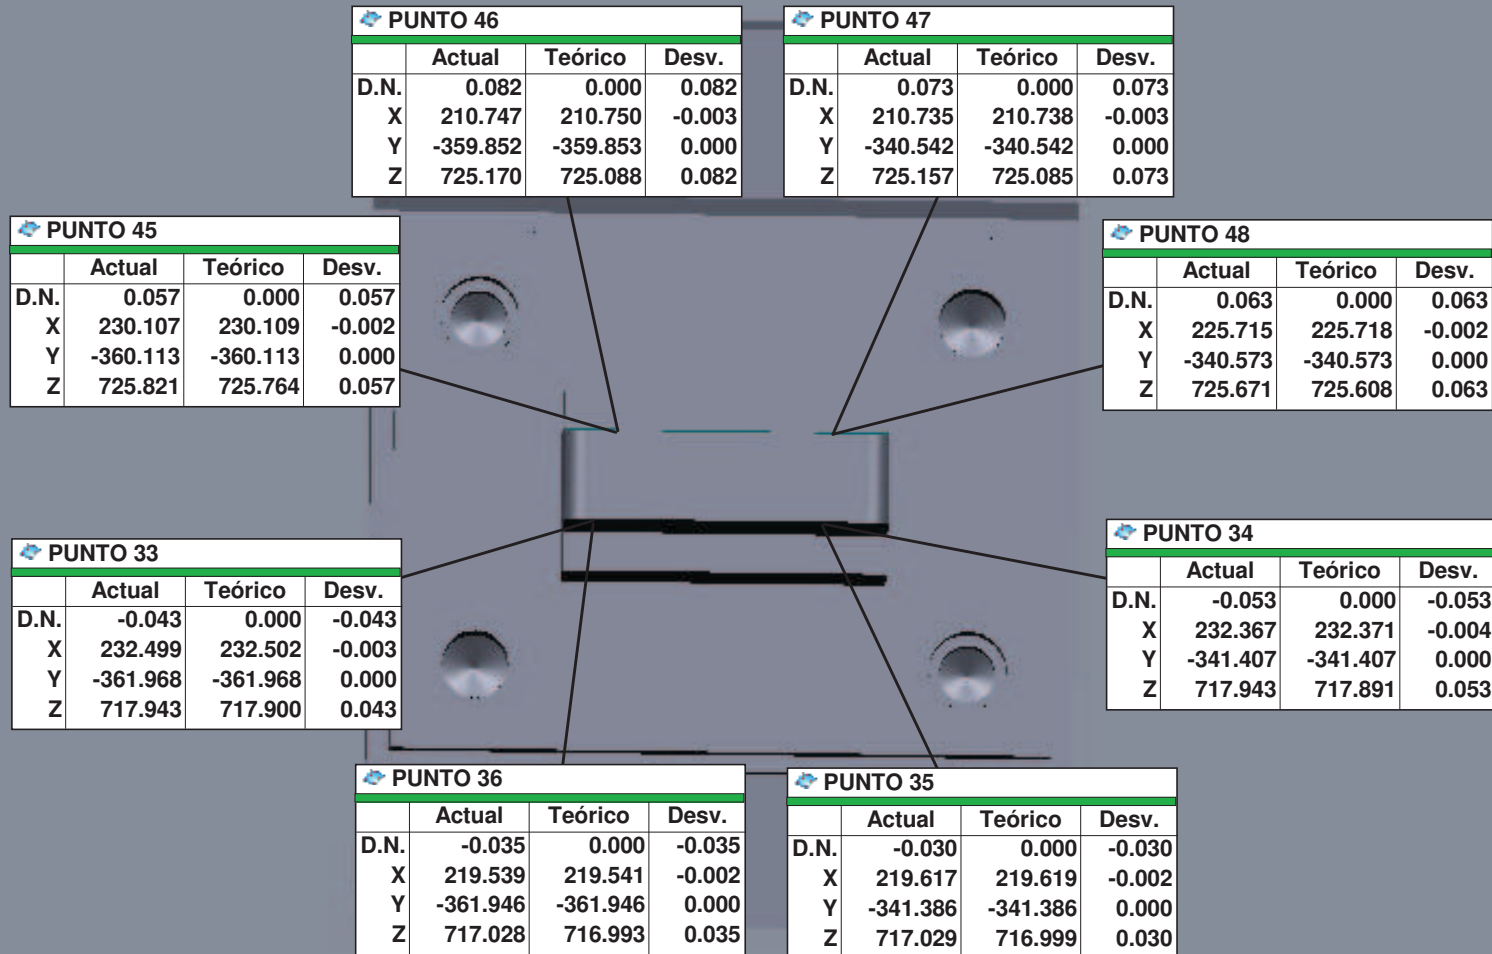 PUNTO 46
Actual Teórico Desv.
D.N. 0.082 0.000 0.082
X 210.747 210.750 -0.003
Y -359.852 -359.853 0.000
Z 725.170 725.088 0.082
PUNTO 47
Actual Teórico Desv.
D.N. 0.073 0.000 0.073
X 210.735 210.738 -0.003
Y -340.542 -340.542 0.000
Z 725.157 725.085 0.073
PUNTO 45
Actual Teórico Desv.
D.N. 0.057 0.000 0.057
X 230.107 230.109 -0.002
Y -360.113 -360.113 0.000
Z 725.821 725.764 0.057
PUNTO 48
Actual Teórico Desv.
D.N. 0.063 0.000 0.063
X 225.715 225.718 -0.002
Y -340.573 -340.573 0.000
Z 725.671 725.608 0.063
PUNTO 33
Actual Teórico Desv.
D.N. -0.043 0.000 -0.043
X 232.499 232.502 -0.003
Y -361.968 -361.968 0.000
Z 717.943 717.900 0.043
PUNTO 34
Actual Teórico Desv.
D.N. -0.053 0.000 -0.053
X 232.367 232.371 -0.004
Y -341.407 -341.407 0.000
Z 717.943 717.891 0.053
PUNTO 36
Actual Teórico Desv.
D.N. -0.035 0.000 -0.035
X 219.539 219.541 -0.002
Y -361.946 -361.946 0.000
Z 717.028 716.993 0.035
PUNTO 35
Actual Teórico Desv.
D.N. -0.030 0.000 -0.030
X 219.617 219.619 -0.002
Y -341.386 -341.386 0.000
Z 717.029 716.999 0.030